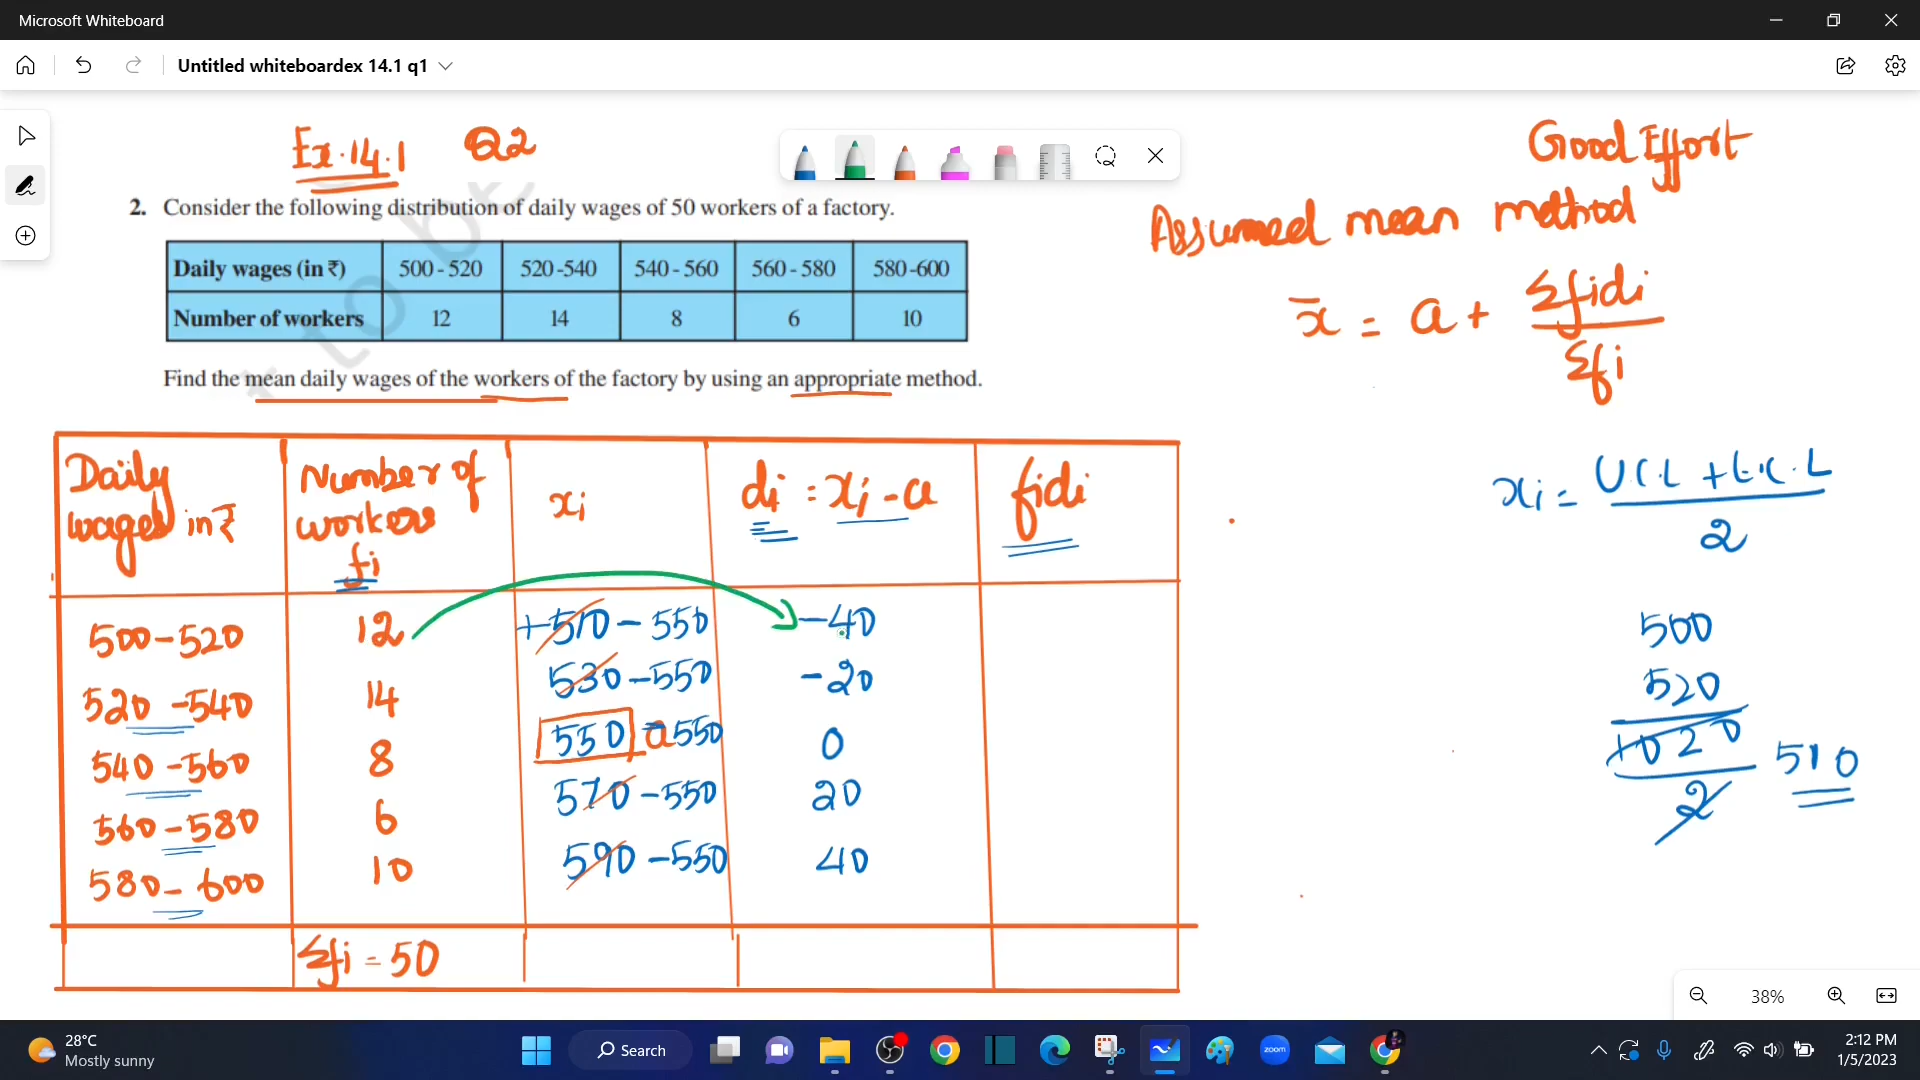 Microsoft Whiteboard
Untitled whiteboardex 14.1 q1
Ex.14.1 Q2
Good Effort
2. Consider the following distribution of daily wages of 50 workers of a factory.
Daily wages (in ₹) 500 - 520 520 -540 540 - 560 560 - 580 580 -600
Number of workers 12 14 8 6 10
Find the mean daily wages of the workers of the factory by using an appropriate method.
Assumed mean method
x̄ = a + Σfidi / Σfi
Daily wages in ₹ Number of workers fi xi di = xi - a fidi
500-520 12 +510 - 550 -40
520 -540 14 530 -550 -20
540 -560 8 550 a 550 0
560 -580 6 570 -550 20
580 - 600 10 590 -550 40
Σfi = 50
xi = U.C.L + L.C.L / 2
500
520
1020 510
2
38%
28°C
Mostly sunny
Search
zoom
2:12 PM
1/5/2023